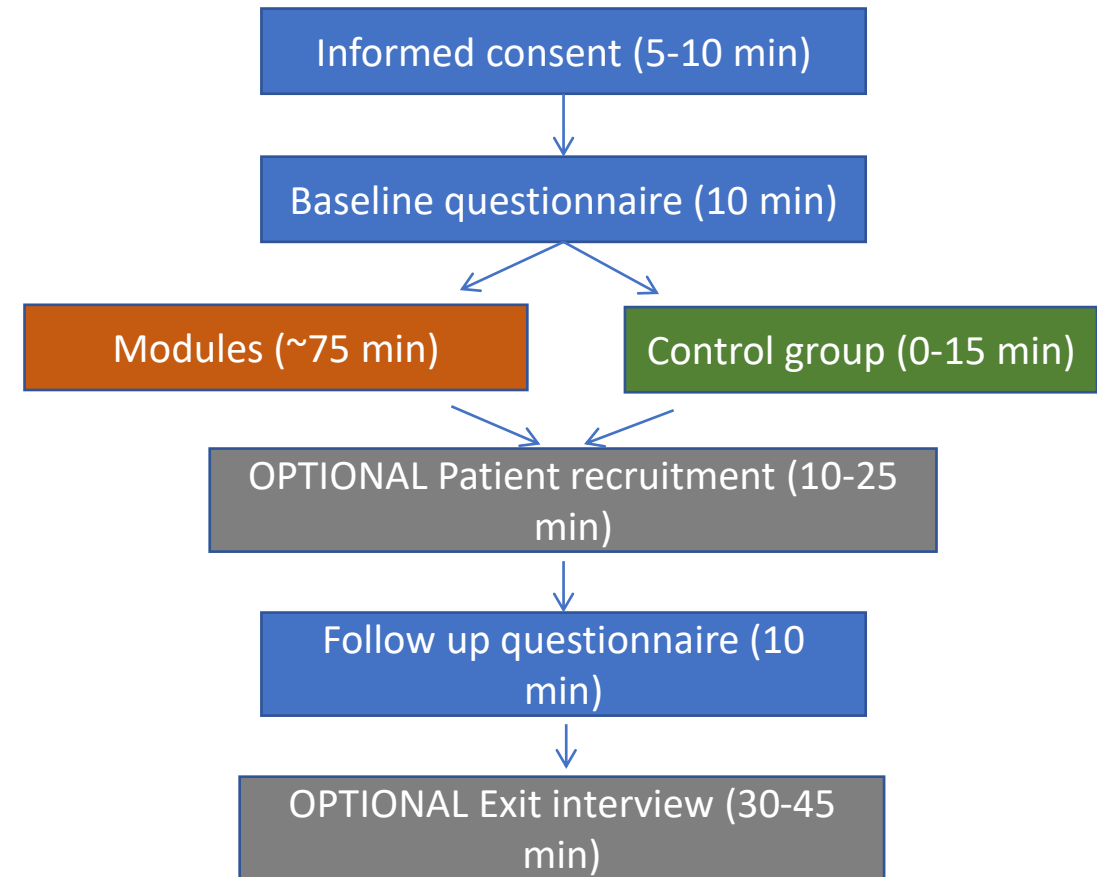 Informed consent (5-10 min)
Baseline questionnaire (10 min)
Modules (~75 min)
Control group (0-15 min)
OPTIONAL Patient recruitment (10-25
min)
Follow up questionnaire (10
min)
OPTIONAL Exit interview (30-45
min)